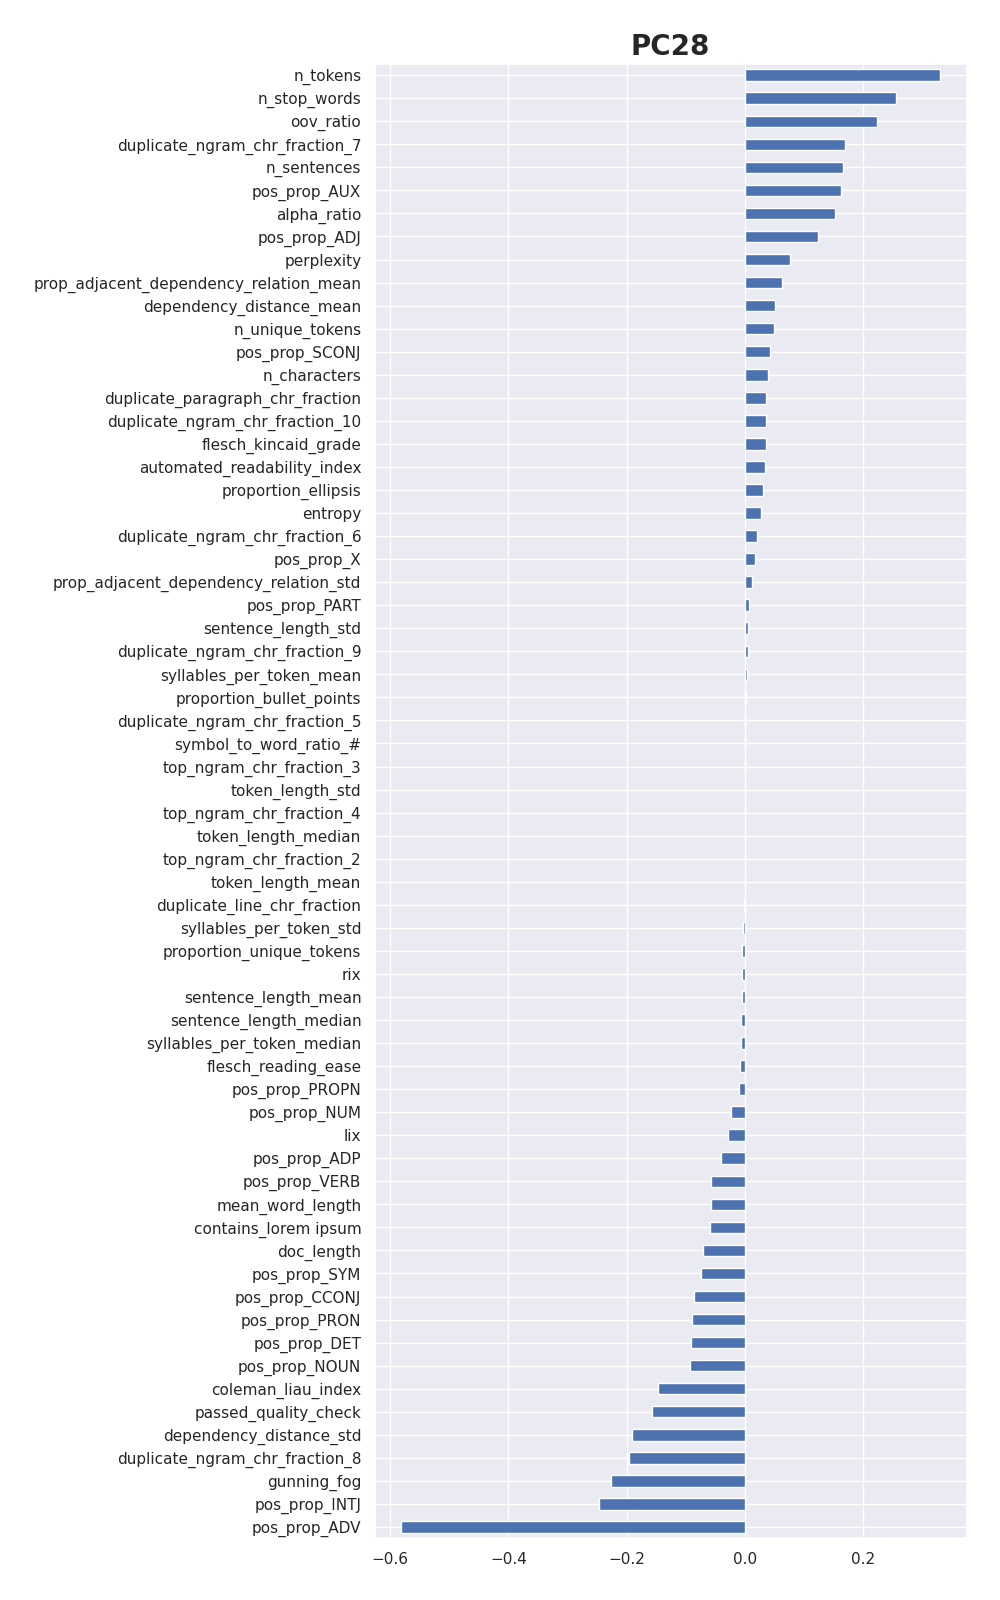 PC28
n_tokens
n_stop_words
oov_ratio
duplicate_ngram_chr_fraction_7
n_sentences
pos_prop_AUX
alpha_ratio
pos_prop_ADJ
perplexity
prop_adjacent_dependency_relation_mean
dependency_distance_mean
n_unique_tokens
pos_prop_SCONJ
n_characters
duplicate_paragraph_chr_fraction
duplicate_ngram_chr_fraction_10
flesch_kincaid_grade
automated_readability_index
proportion_ellipsis
entropy
duplicate_ngram_chr_fraction_6
pos_prop_X
prop_adjacent_dependency_relation_std
pos_prop_PART
sentence_length_std
duplicate_ngram_chr_fraction_9
syllables_per_token_mean
proportion_bullet_points
duplicate_ngram_chr_fraction_5
symbol_to_word_ratio_#
top_ngram_chr_fraction_3
token_length_std
top_ngram_chr_fraction_4
token_length_median
top_ngram_chr_fraction_2
token_length_mean
duplicate_line_chr_fraction
syllables_per_token_std
proportion_unique_tokens
rix
sentence_length_mean
sentence_length_median
syllables_per_token_median
flesch_reading_ease
pos_prop_PROPN
pos_prop_NUM
lix
pos_prop_ADP
pos_prop_VERB
mean_word_length
contains_lorem ipsum
doc_length
pos_prop_SYM
pos_prop_CCONJ
pos_prop_PRON
pos_prop_DET
pos_prop_NOUN
coleman_liau_index
passed_quality_check
dependency_distance_std
duplicate_ngram_chr_fraction_8
gunning_fog
pos_prop_INTJ
pos_prop_ADV
−0.6 −0.4 −0.2 0.0 0.2